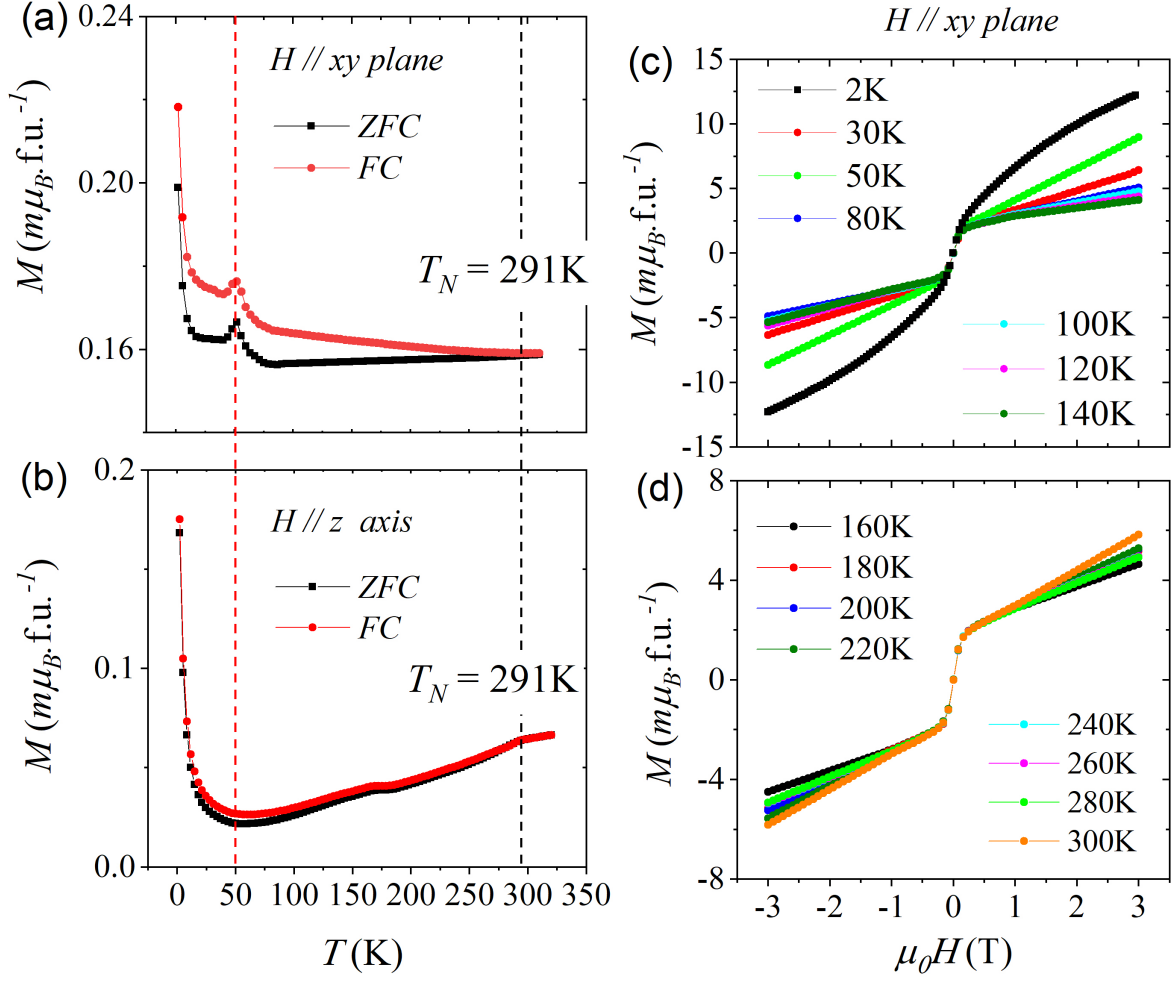 (a)
0.24
0.20
0.16
M (mμB.f.u.-1)
H // xy plane
ZFC
FC
TN = 291K
(b)
0.2
0.1
0.0
M (mμB.f.u.-1)
H // z axis
ZFC
FC
TN = 291K
0 50 100 150 200 250 300 350
T (K)
H // xy plane
(c)
15
10
5
0
-5
-10
-15
M (mμB.f.u.-1)
2K
30K
50K
80K
100K
120K
140K
(d)
8
4
0
-4
-8
M (mμB.f.u.-1)
160K
180K
200K
220K
240K
260K
280K
300K
-3 -2 -1 0 1 2 3
μ0H (T)